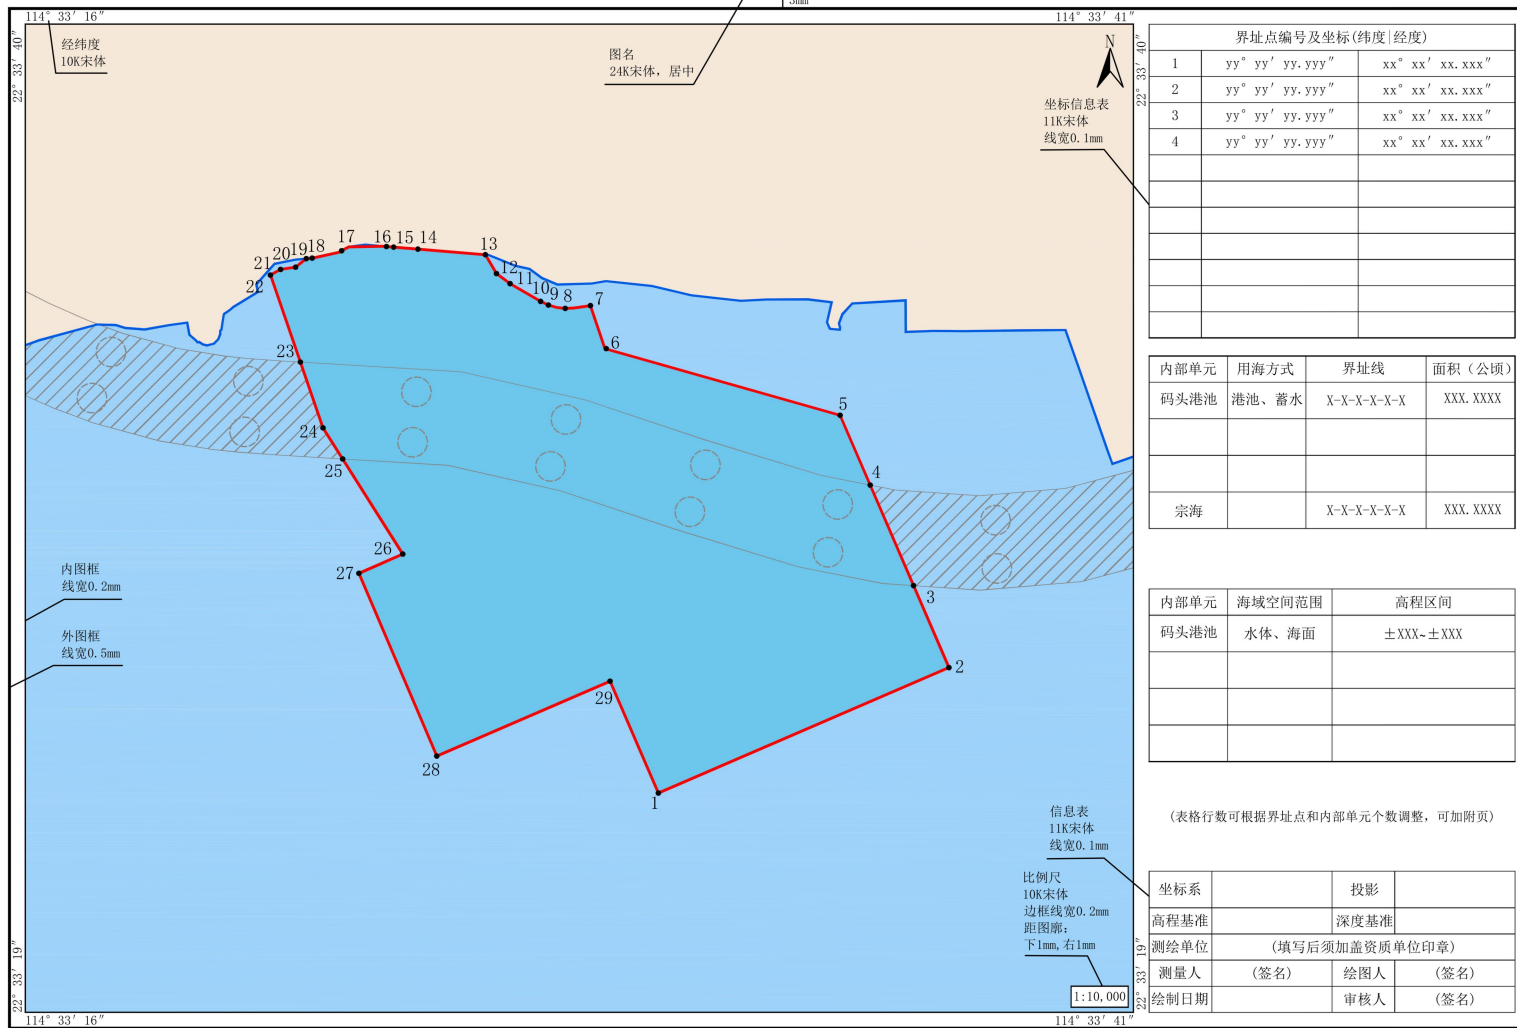 3mm
114° 33′ 16″
114° 33′ 41″
22° 33′ 40″
22° 33′ 40″
经纬度
10K宋体
图名
24K宋体，居中
N
坐标信息表
11K宋体
线宽0.1mm
界址点编号及坐标(纬度|经度)
1 yy° yy′ yy.yyy″ xx° xx′ xx.xxx″
2 yy° yy′ yy.yyy″ xx° xx′ xx.xxx″
3 yy° yy′ yy.yyy″ xx° xx′ xx.xxx″
4 yy° yy′ yy.yyy″ xx° xx′ xx.xxx″
17
16
15
14
13
18
19
20
21
22
12
11
10
9
8
7
6
23
5
24
25
4
26
27
3
2
29
28
1
内部单元 用海方式 界址线 面积（公顷）
码头港池 港池、蓄水 X-X-X-X-X-X XXX.XXXX
宗海 X-X-X-X-X-X XXX.XXXX
内图框
线宽0.2mm
外图框
线宽0.5mm
内部单元 海域空间范围 高程区间
码头港池 水体、海面 ±XXX~±XXX
(表格行数可根据界址点和内部单元个数调整，可加附页)
信息表
11K宋体
线宽0.1mm
比例尺
10K宋体
边框线宽0.2mm
距图廓：
下1mm,右1mm
1:10,000
坐标系 投影
高程基准 深度基准
测绘单位 (填写后须加盖资质单位印章)
测量人 (签名) 绘图人 (签名)
绘制日期 审核人 (签名)
22° 33′ 19″
22° 33′ 19″
114° 33′ 16″
114° 33′ 41″